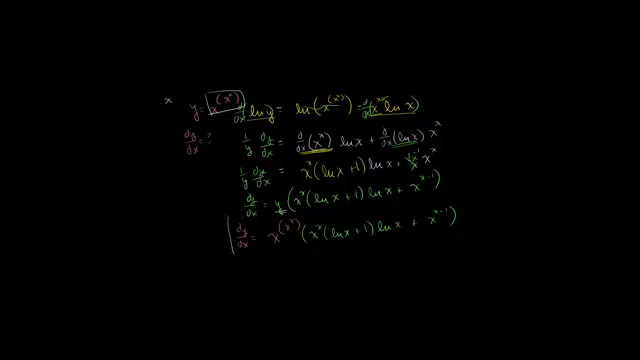 x
y = x^(x^x) d/dx ln y = ln(x^(x^x)) = d/dx(x^x ln x)
dy/dx = ? 1/y dy/dx = d/dx(x^x) ln x + d/dx(ln x) x^x
1/y dy/dx = x^x (ln x + 1) ln x + x^-1 x^x
dy/dx = y (x^x (ln x + 1) ln x + x^(x-1))
dy/dx = x^(x^x) (x^x (ln x + 1) ln x + x^(x-1))